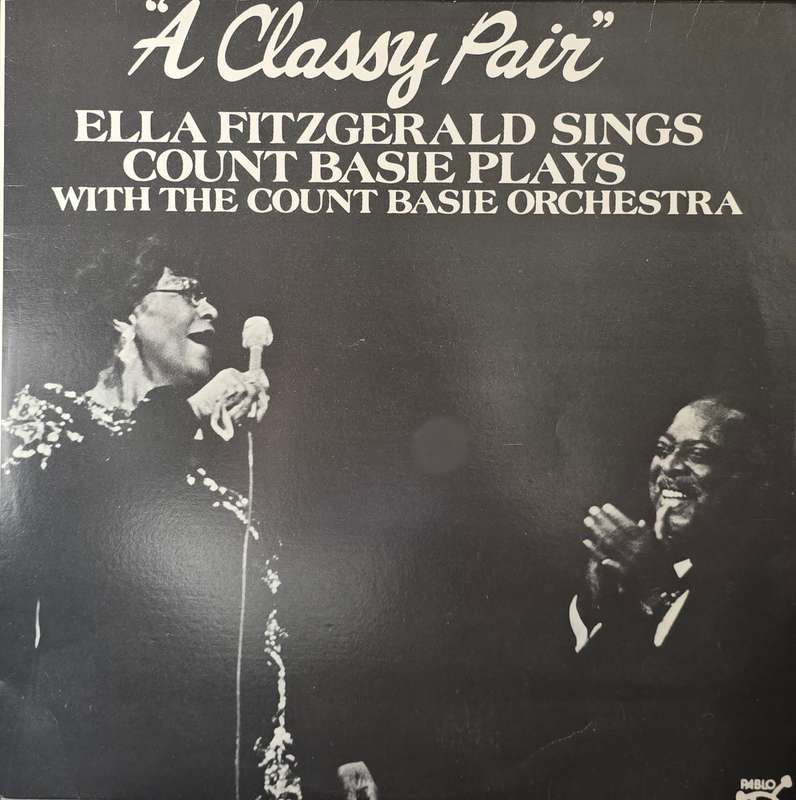 "A Classy Pair"
ELLA FITZGERALD SINGS
COUNT BASIE PLAYS
WITH THE COUNT BASIE ORCHESTRA
PABLO